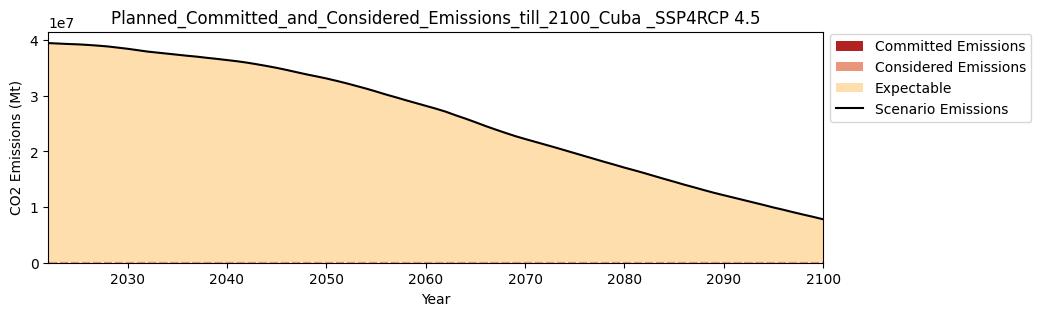 Planned_Committed_and_Considered_Emissions_till_2100_Cuba _SSP4RCP 4.5
1e7
4
3
2
1
0
CO2 Emissions (Mt)
2030 2040 2050 2060 2070 2080 2090 2100
Year
Committed Emissions
Considered Emissions
Expectable
Scenario Emissions